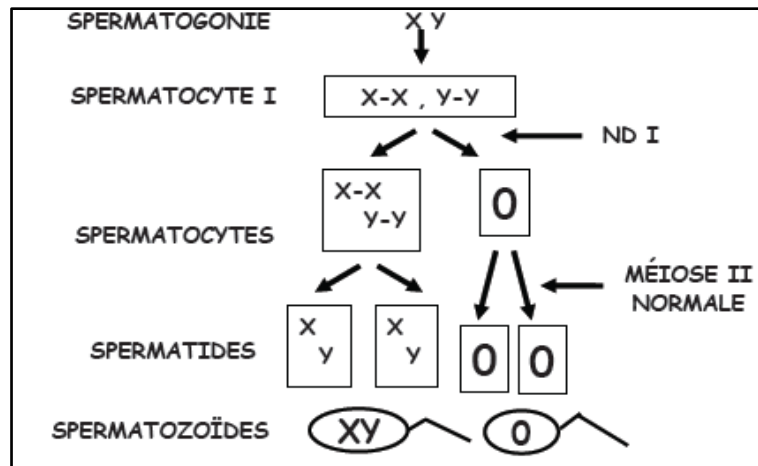 SPERMATOGONIE X Y
SPERMATOCYTE I X-X , Y-Y
ND I
X-X
Y-Y
0
SPERMATOCYTES
MÉIOSE II
NORMALE
X X
Y Y
0 0
SPERMATIDES
SPERMATOZOÏDES XY 0